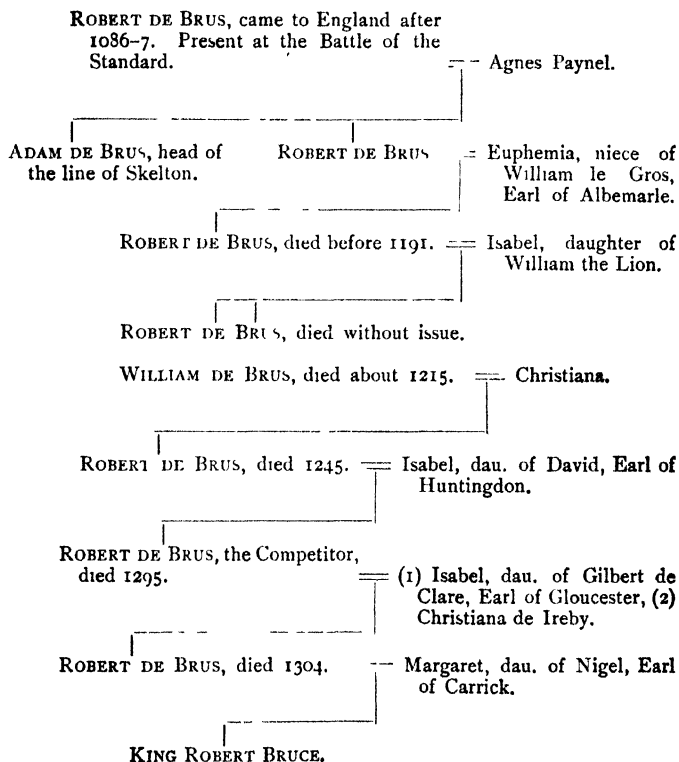 ROBERT DE BRUS, came to England after
1086-7. Present at the Battle of the
Standard.
Agnes Paynel.
ADAM DE BRUS, head of
the line of Skelton.
ROBERT DE BRUS
Euphemia, niece of
William le Gros,
Earl of Albemarle.
ROBERT DE BRUS, died before 1191.
Isabel, daughter of
William the Lion.
ROBERT DE BRUS, died without issue.
WILLIAM DE BRUS, died about 1215.
Christiana.
ROBERT DE BRUS, died 1245.
Isabel, dau. of David, Earl of
Huntingdon.
ROBERT DE BRUS, the Competitor,
died 1295.
(1) Isabel, dau. of Gilbert de
Clare, Earl of Gloucester, (2)
Christiana de Ireby.
ROBERT DE BRUS, died 1304.
Margaret, dau. of Nigel, Earl
of Carrick.
KING ROBERT BRUCE.